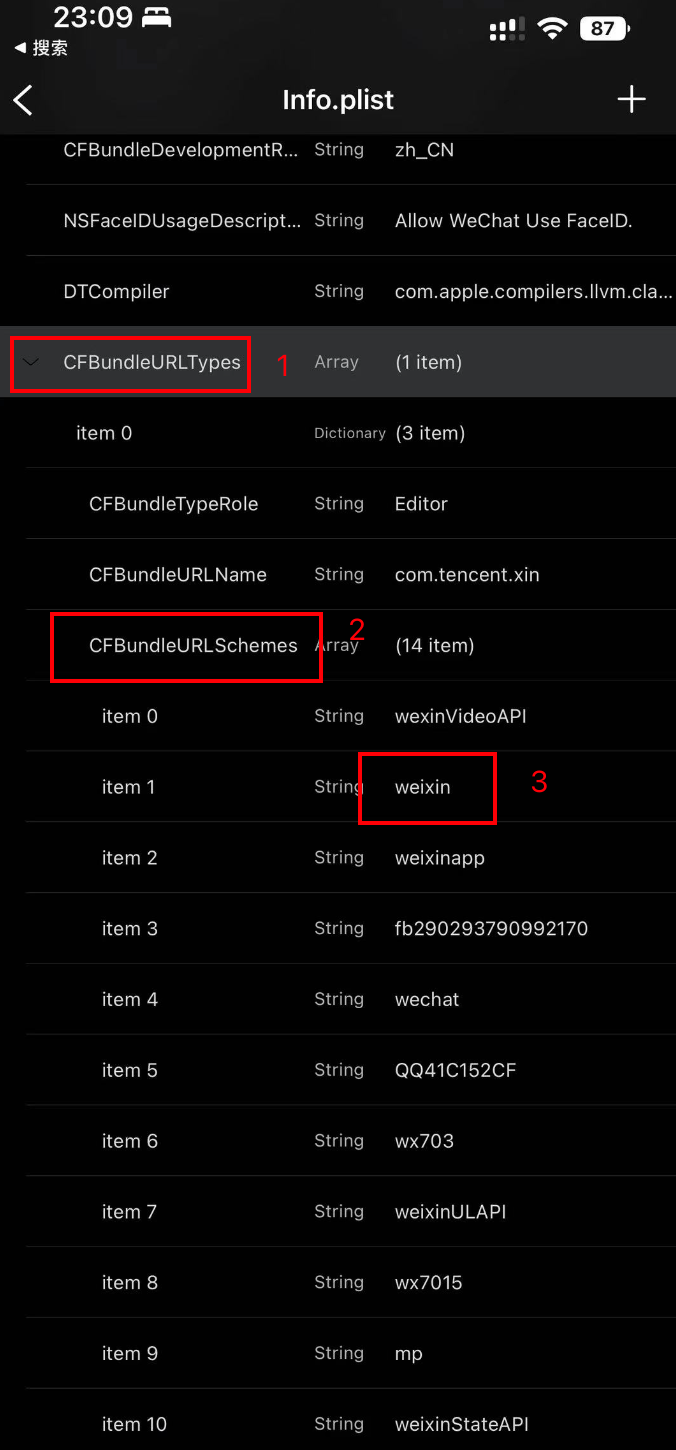 23:09
87
◀ 搜索
Info.plist
CFBundleDevelopmentR... String zh_CN
NSFaceIDUsageDescript... String Allow WeChat Use FaceID.
DTCompiler String com.apple.compilers.llvm.cla...
CFBundleURLTypes 1 Array (1 item)
item 0 Dictionary (3 item)
CFBundleTypeRole String Editor
CFBundleURLName String com.tencent.xin
2
CFBundleURLSchemes Array (14 item)
item 0 String wexinVideoAPI
item 1 String weixin 3
item 2 String weixinapp
item 3 String fb290293790992170
item 4 String wechat
item 5 String QQ41C152CF
item 6 String wx703
item 7 String weixinULAPI
item 8 String wx7015
item 9 String mp
item 10 String weixinStateAPI